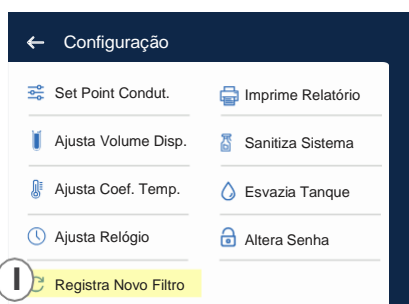 Configuração
Set Point Condut.
Imprime Relatório
Ajusta Volume Disp.
Sanitiza Sistema
Ajusta Coef. Temp.
Esvazia Tanque
Ajusta Relógio
Altera Senha
I
Registra Novo Filtro